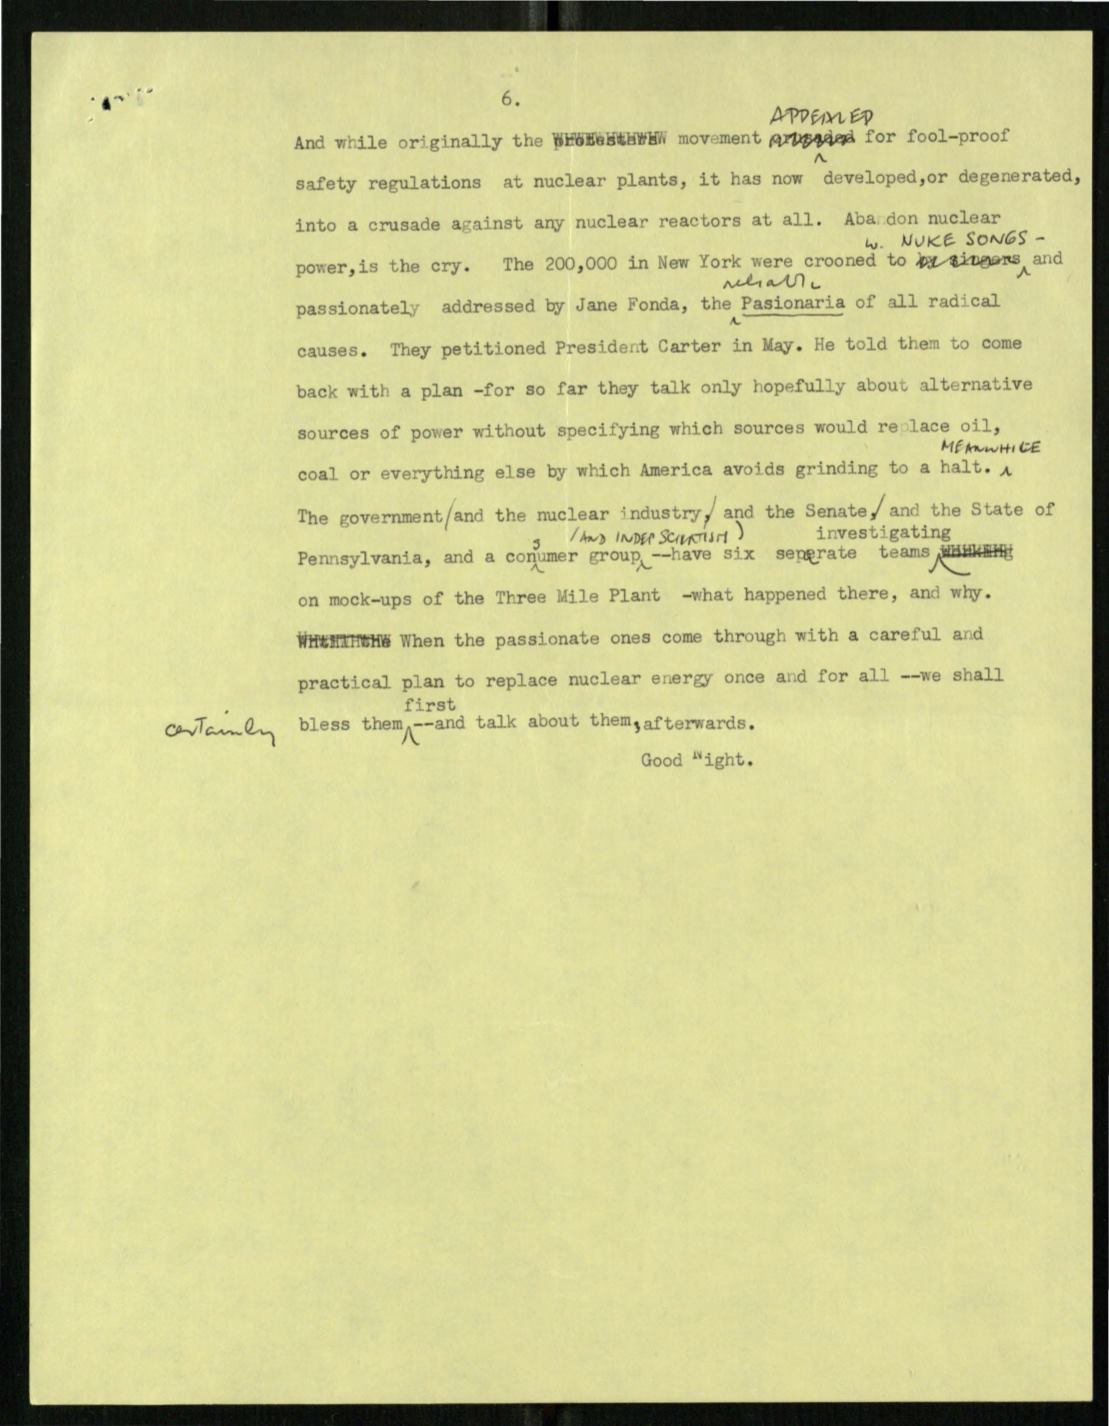 6.
APPEALED
And while originally the protesters movement crusaded for fool-proof
safety regulations at nuclear plants, it has now developed,or degenerated,
into a crusade against any nuclear reactors at all. Abandon nuclear
w. NUKE SONGS -
power,is the cry. The 200,000 in New York were crooned to by singers and
reliable
passionately addressed by Jane Fonda, the Pasionaria of all radical
causes. They petitioned President Carter in May. He told them to come
back with a plan -for so far they talk only hopefully about alternative
sources of power without specifying which sources would replace oil,
MEANWHILE
coal or everything else by which America avoids grinding to a halt.
The government/and the nuclear industry/ and the Senate/ and the State of
s (AND INDEP SCIENTISTS) investigating
Pennsylvania, and a conumer group --have six seperate teams
on mock-ups of the Three Mile Plant -what happened there, and why.
When the passionate ones come through with a careful and
practical plan to replace nuclear energy once and for all --we shall
first
certainly bless them --and talk about them,afterwards.
Good Night.